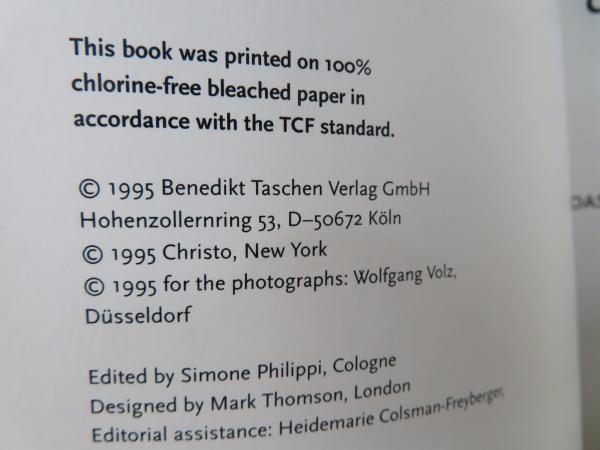 This book was printed on 100%
chlorine-free bleached paper in
accordance with the TCF standard.
© 1995 Benedikt Taschen Verlag GmbH
Hohenzollernring 53, D–50672 Köln
© 1995 Christo, New York
© 1995 for the photographs: Wolfgang Volz,
Düsseldorf
Edited by Simone Philippi, Cologne
Designed by Mark Thomson, London
Editorial assistance: Heidemarie Colsman-Freyberger,